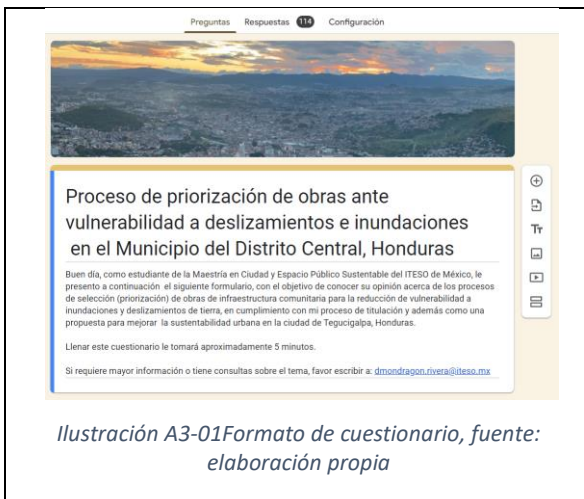 Preguntas Respuestas 114 Configuración
Proceso de priorización de obras ante
vulnerabilidad a deslizamientos e inundaciones
en el Municipio del Distrito Central, Honduras
Buen día, como estudiante de la Maestría en Ciudad y Espacio Público Sustentable del ITESO de México, le
presento a continuación el siguiente formulario, con el objetivo de conocer su opinión acerca de los procesos
de selección (priorización) de obras de infraestructura comunitaria para la reducción de vulnerabilidad a
inundaciones y deslizamientos de tierra, en cumplimiento con mi proceso de titulación y además como una
propuesta para mejorar la sustentabilidad urbana en la ciudad de Tegucigalpa, Honduras.
Llenar este cuestionario le tomará aproximadamente 5 minutos.
Si requiere mayor información o tiene consultas sobre el tema, favor escribir a: dmondragon.rivera@iteso.mx
Tr
Ilustración A3-01Formato de cuestionario, fuente:
elaboración propia